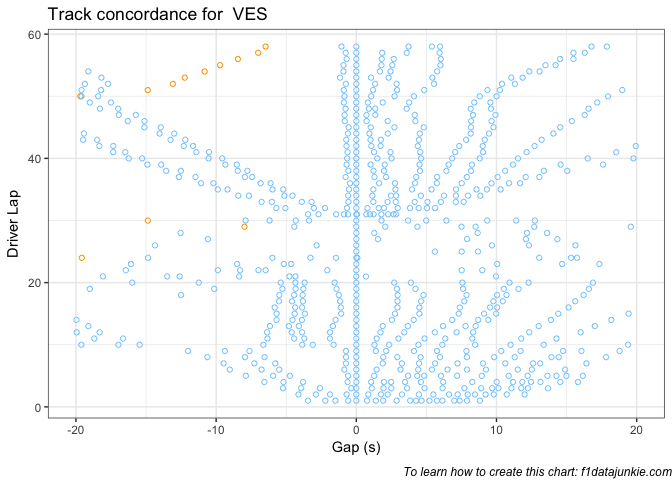 Track concordance for VES
60
40
20
0
Driver Lap
-20 -10 0 10 20
Gap (s)
To learn how to create this chart: f1datajunkie.com